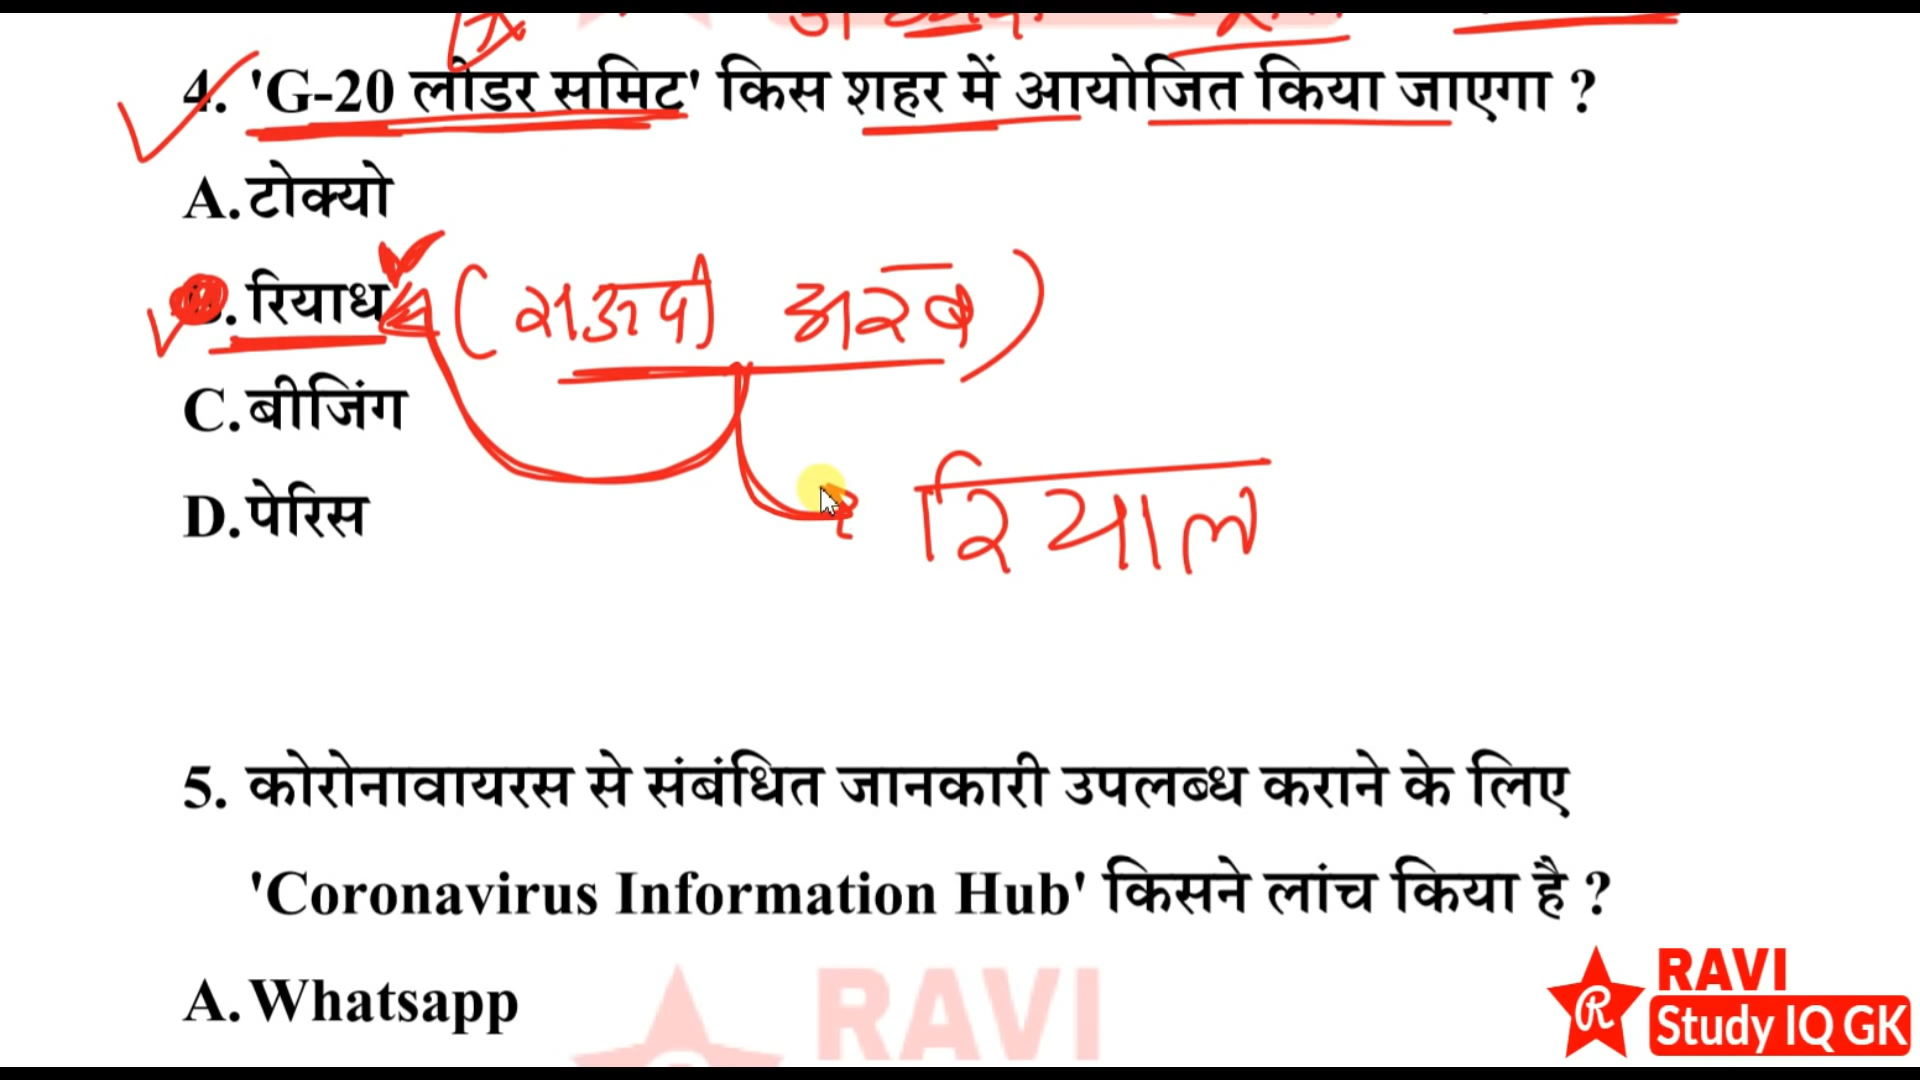 4. 'G-20 लीडर समिट' किस शहर में आयोजित किया जाएगा ?
A. टोक्यो
. रियाध (साऊदी अरब)
C. बीजिंग
रियाल
D. पेरिस
5. कोरोनावायरस से संबंधित जानकारी उपलब्ध कराने के लिए
'Coronavirus Information Hub' किसने लांच किया है ?
A. Whatsapp
RAVI
RAVI
R
Study IQ GK